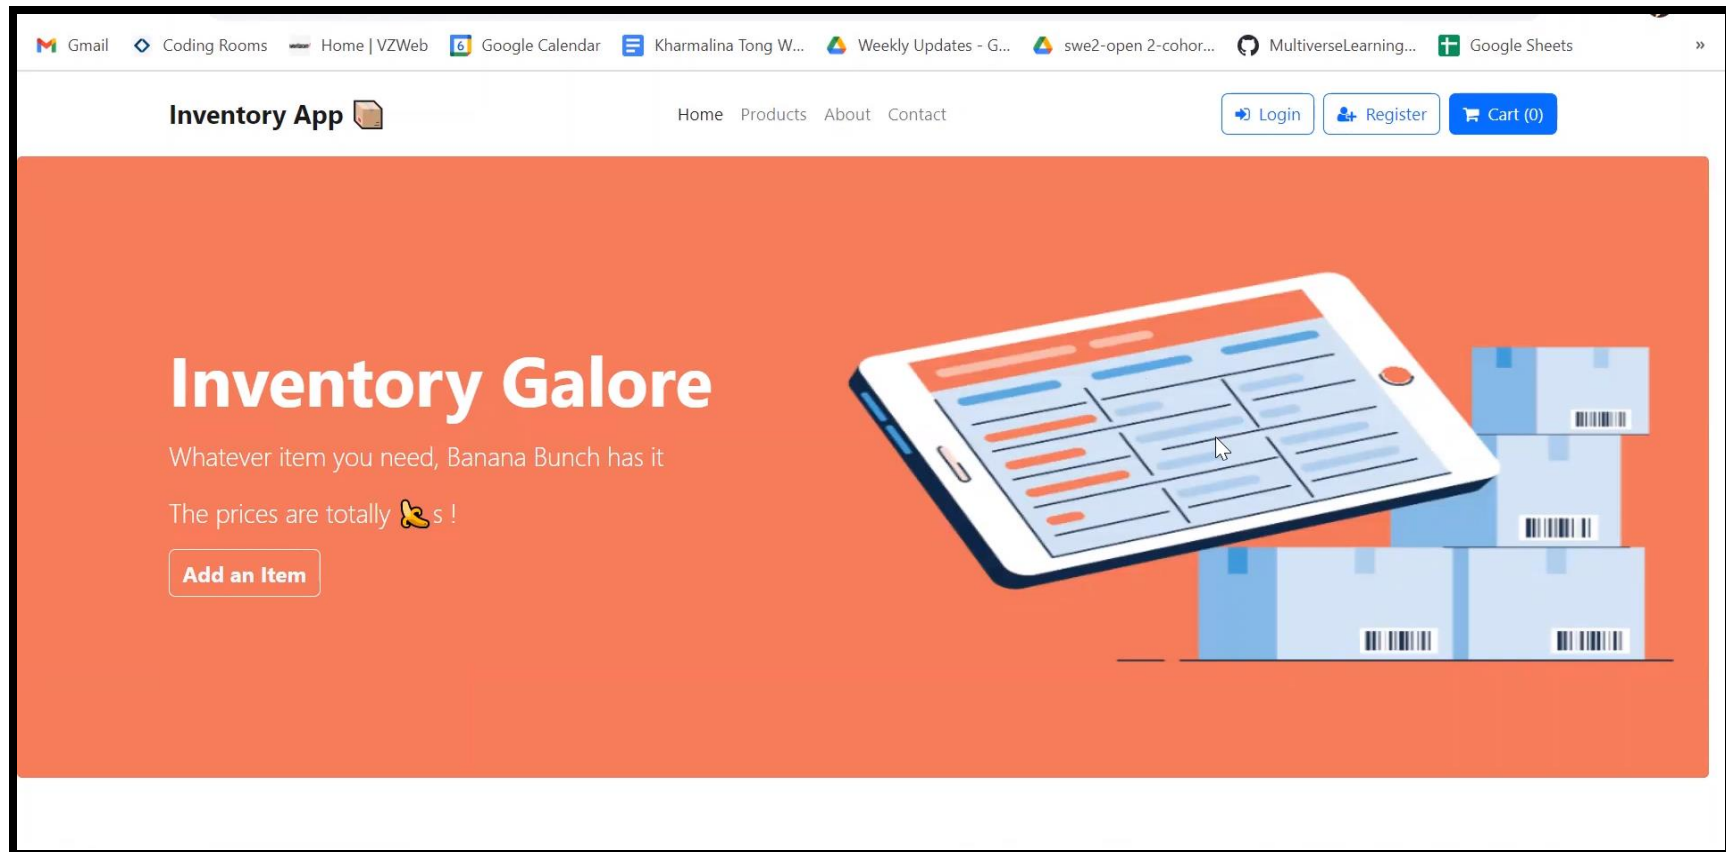 Gmail Coding Rooms Home | VZWeb Google Calendar Kharmalina Tong W... Weekly Updates - G... swe2-open 2-cohor... MultiverseLearning... Google Sheets »
Inventory App Home Products About Contact Login Register Cart (0)
Inventory Galore
Whatever item you need, Banana Bunch has it
The prices are totally 🍌s !
Add an Item